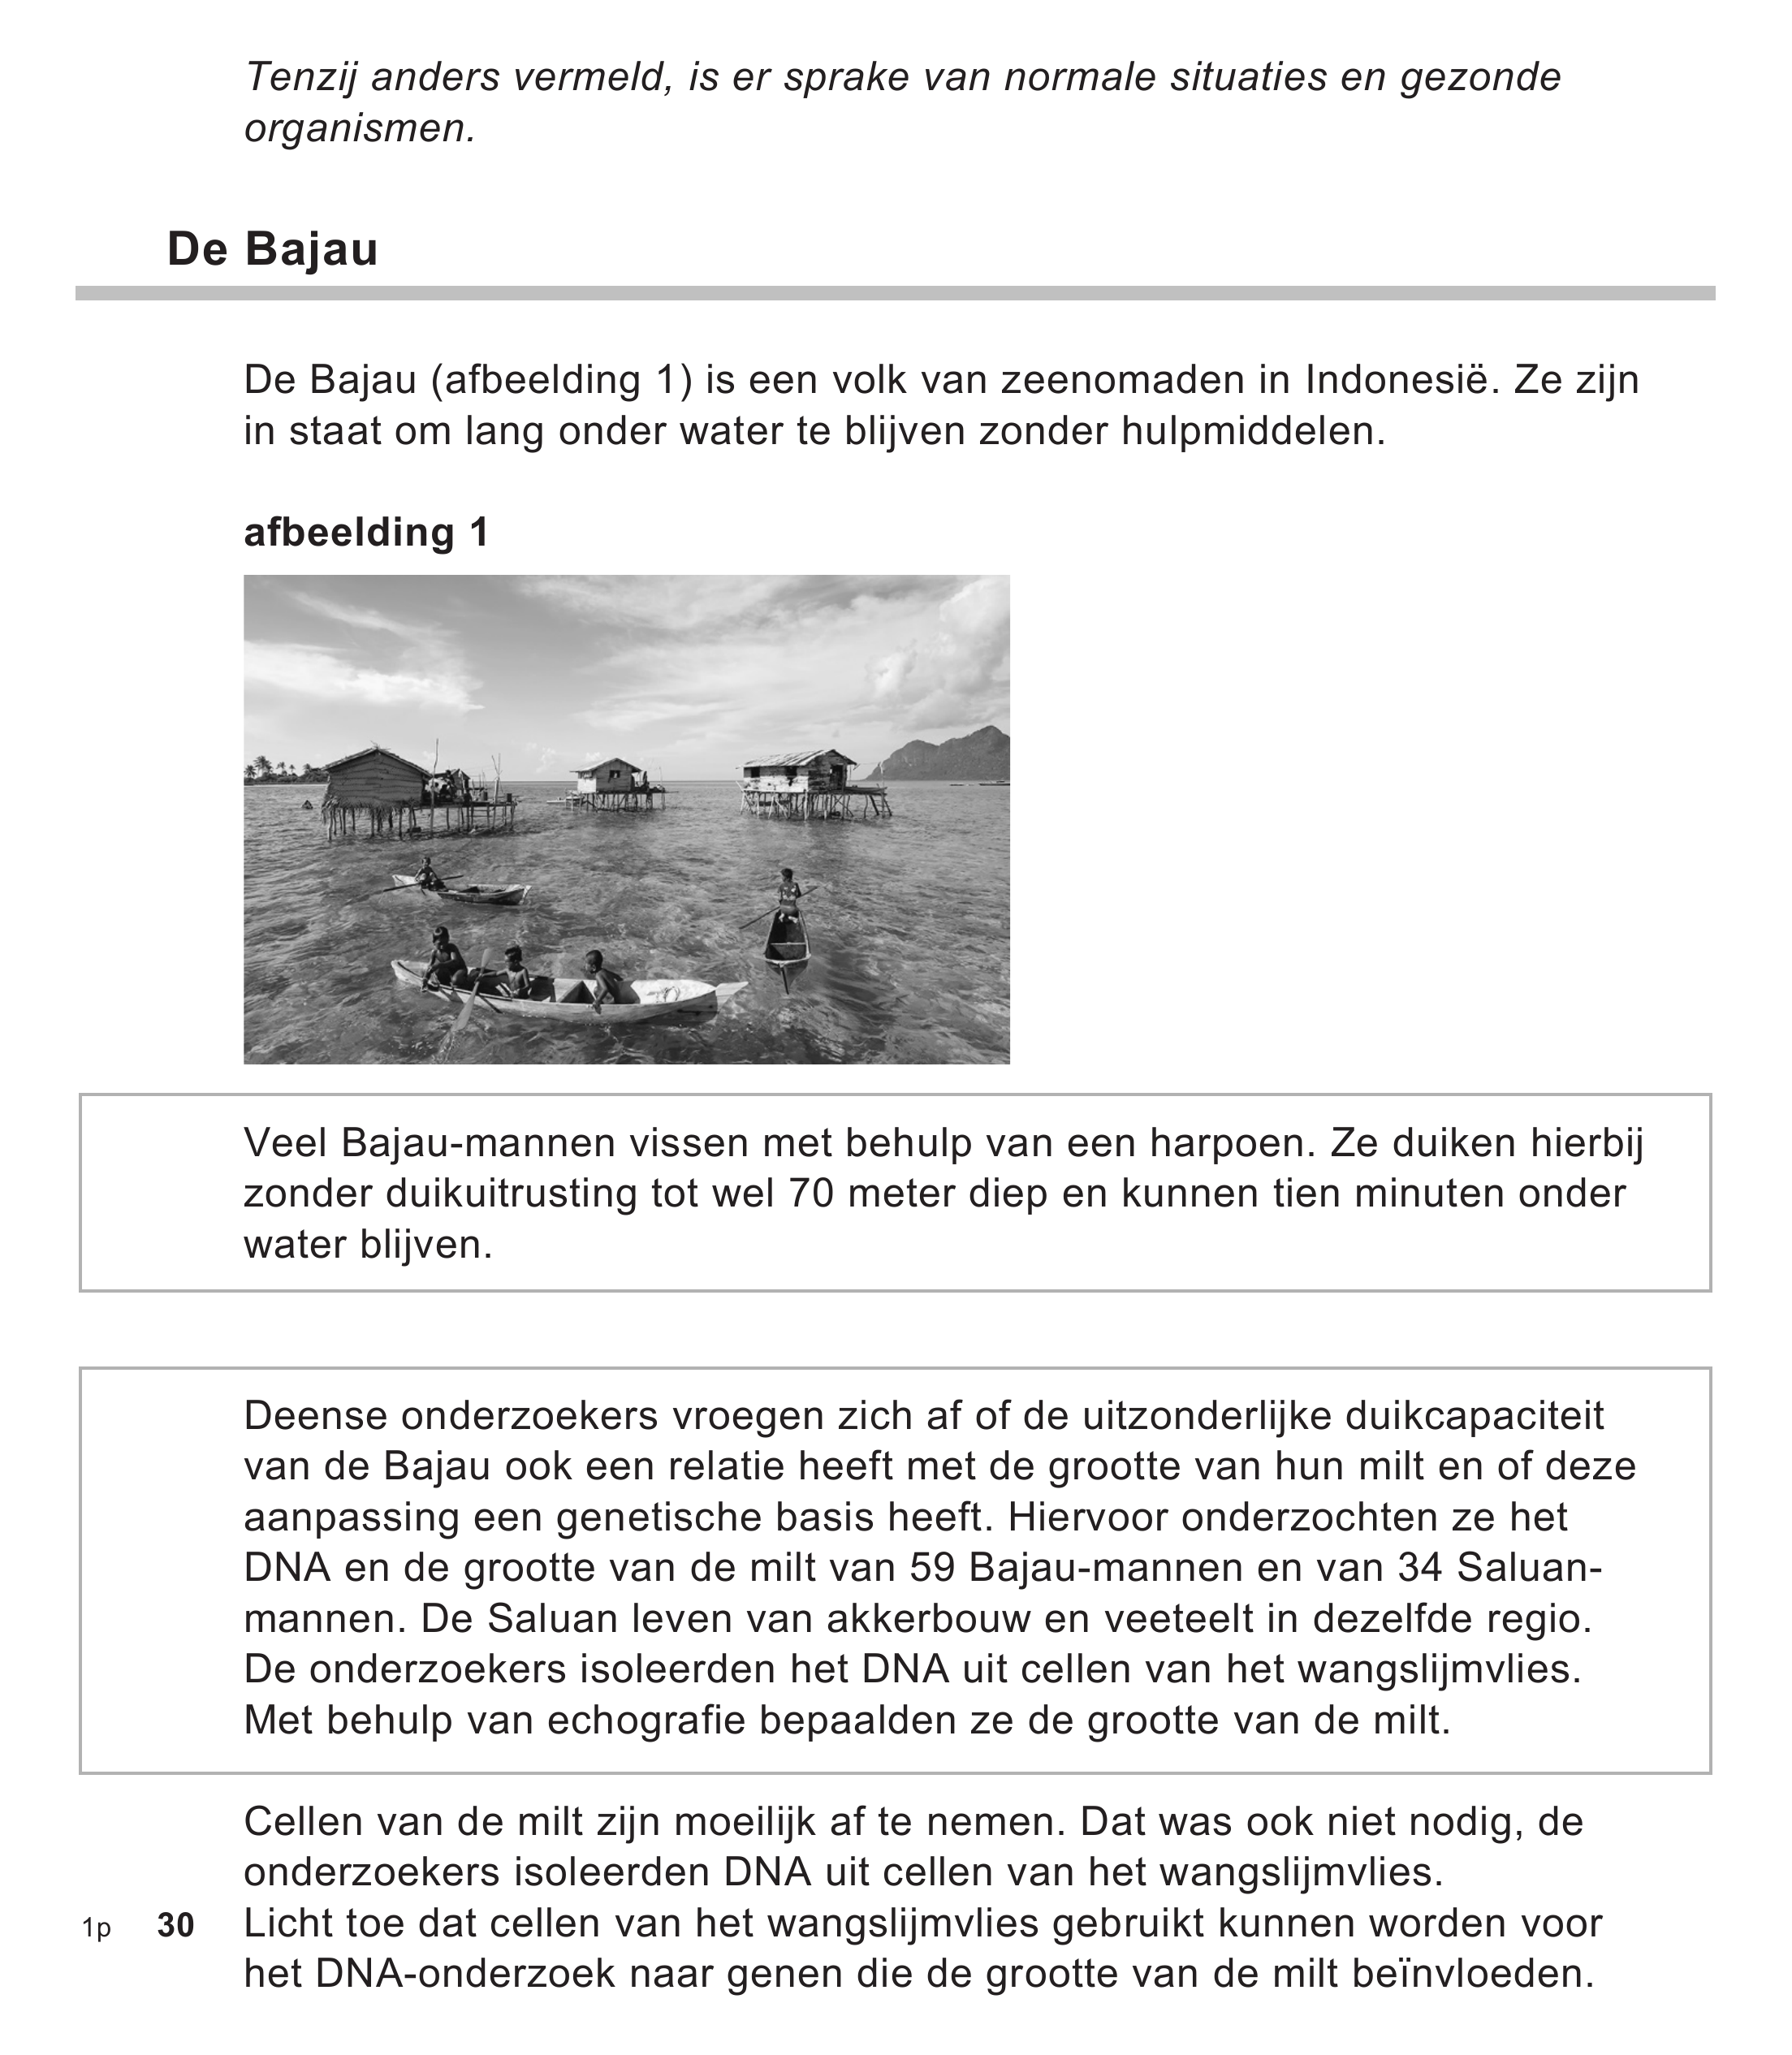 Tenzij anders vermeld, is er sprake van normale situaties en gezonde
organismen.
De Bajau
De Bajau (afbeelding 1) is een volk van zeenomaden in Indonesië. Ze zijn
in staat om lang onder water te blijven zonder hulpmiddelen.
afbeelding 1
Veel Bajau-mannen vissen met behulp van een harpoen. Ze duiken hierbij
zonder duikuitrusting tot wel 70 meter diep en kunnen tien minuten onder
water blijven.
Deense onderzoekers vroegen zich af of de uitzonderlijke duikcapaciteit
van de Bajau ook een relatie heeft met de grootte van hun milt en of deze
aanpassing een genetische basis heeft. Hiervoor onderzochten ze het
DNA en de grootte van de milt van 59 Bajau-mannen en van 34 Saluan-
mannen. De Saluan leven van akkerbouw en veeteelt in dezelfde regio.
De onderzoekers isoleerden het DNA uit cellen van het wangslijmvlies.
Met behulp van echografie bepaalden ze de grootte van de milt.
Cellen van de milt zijn moeilijk af te nemen. Dat was ook niet nodig, de
onderzoekers isoleerden DNA uit cellen van het wangslijmvlies.
1p 30 Licht toe dat cellen van het wangslijmvlies gebruikt kunnen worden voor
het DNA-onderzoek naar genen die de grootte van de milt beïnvloeden.